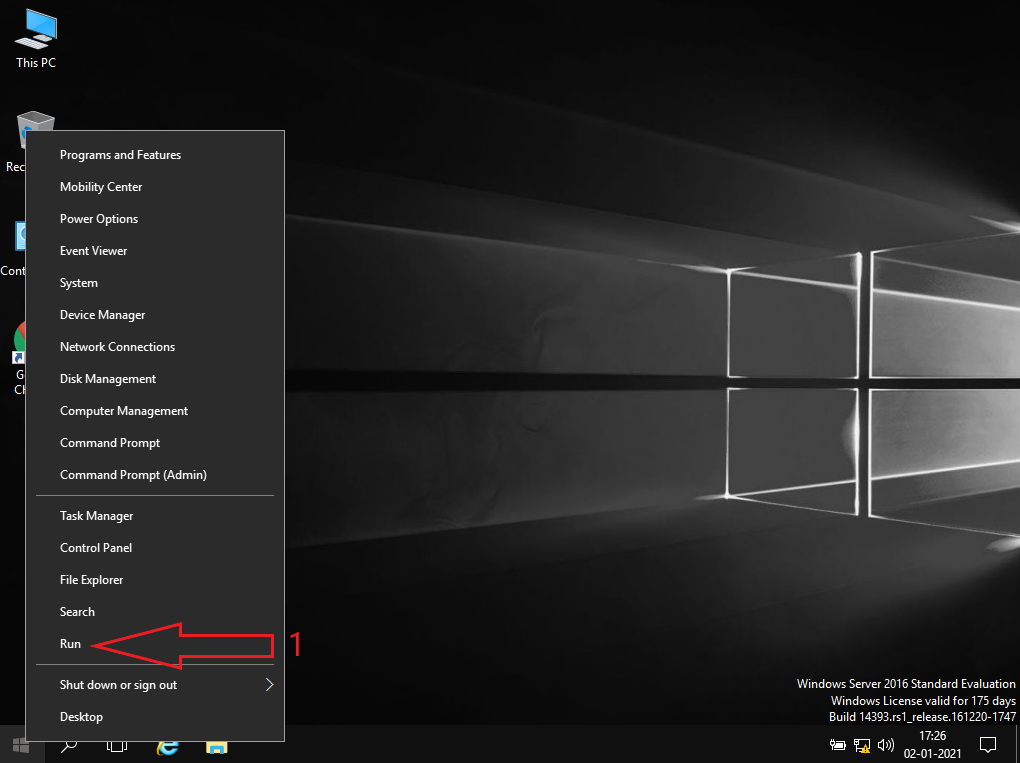 This PC
Rec
Cont
G
Ch
Programs and Features
Mobility Center
Power Options
Event Viewer
System
Device Manager
Network Connections
Disk Management
Computer Management
Command Prompt
Command Prompt (Admin)
Task Manager
Control Panel
File Explorer
Search
Run
1
Shut down or sign out
Desktop
Windows Server 2016 Standard Evaluation
Windows License valid for 175 days
Build 14393.rs1_release.161220-1747
17:26
02-01-2021